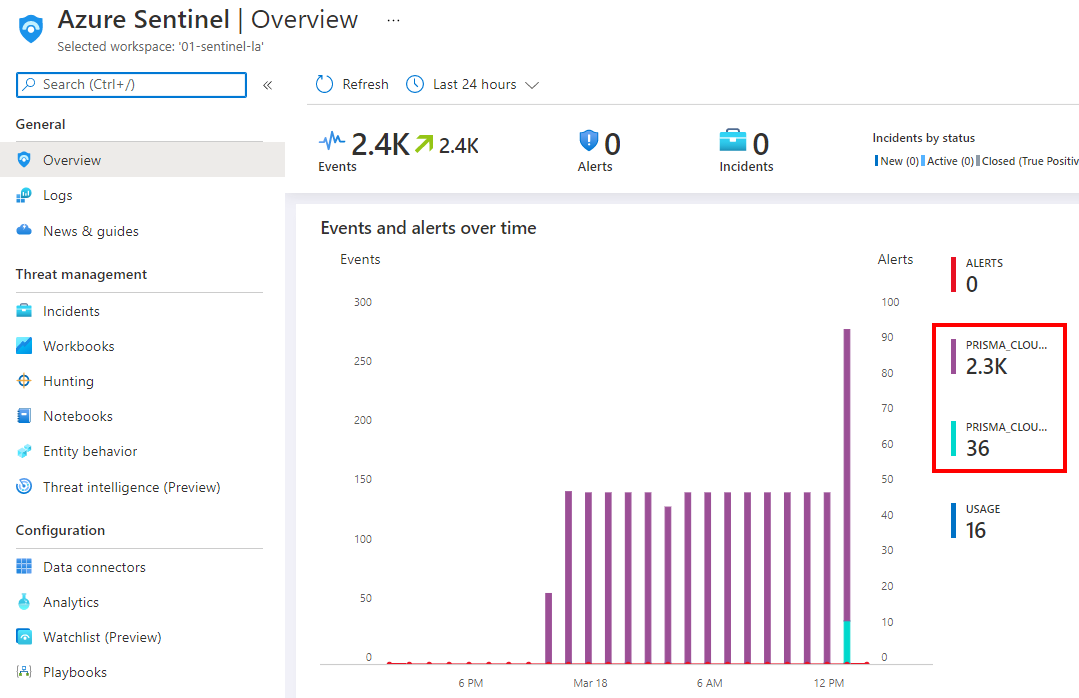 Azure Sentinel | Overview ...
Selected workspace: '01-sentinel-la'
Search (Ctrl+/)
«
General
Overview
Logs
News & guides
Threat management
Incidents
Workbooks
Hunting
Notebooks
Entity behavior
Threat intelligence (Preview)
Configuration
Data connectors
Analytics
Watchlist (Preview)
Playbooks
Refresh
Last 24 hours
2.4K 2.4K
Events
0
Alerts
0
Incidents
Incidents by status
New (0) Active (0) Closed (True Positiv
Events and alerts over time
Events
300
250
200
150
100
50
0
6 PM
Mar 18
6 AM
12 PM
Alerts
100
90
80
70
60
50
40
30
20
10
0
ALERTS
0
PRISMA_CLOU...
2.3K
PRISMA_CLOU...
36
USAGE
16